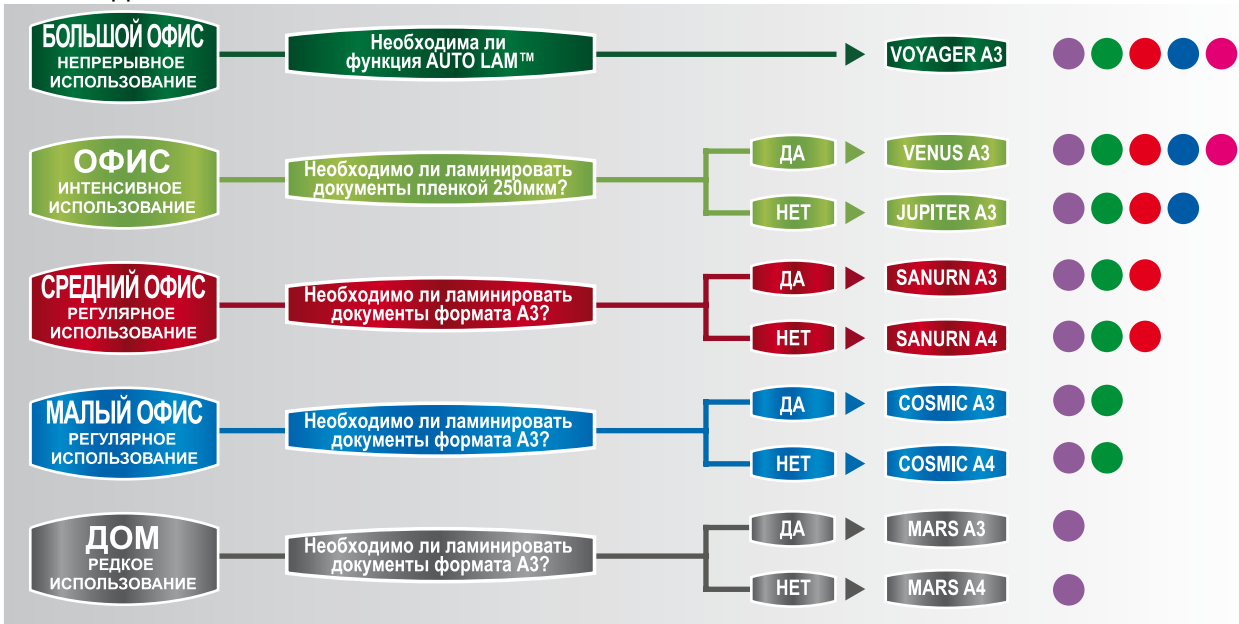 БОЛЬШОЙ ОФИС
НЕПРЕРЫВНОЕ
ИСПОЛЬЗОВАНИЕ
Необходима ли
функция AUTO LAM™
VOYAGER A3
ОФИС
ИНТЕНСИВНОЕ
ИСПОЛЬЗОВАНИЕ
Необходимо ли ламинировать
документы пленкой 250мкм?
ДА
VENUS A3
НЕТ
JUPITER A3
СРЕДНИЙ ОФИС
РЕГУЛЯРНОЕ
ИСПОЛЬЗОВАНИЕ
Необходимо ли ламинировать
документы формата А3?
ДА
SANURN A3
НЕТ
SANURN A4
МАЛЫЙ ОФИС
РЕГУЛЯРНОЕ
ИСПОЛЬЗОВАНИЕ
Необходимо ли ламинировать
документы формата А3?
ДА
COSMIC A3
НЕТ
COSMIC A4
ДОМ
РЕДКОЕ
ИСПОЛЬЗОВАНИЕ
Необходимо ли ламинировать
документы формата А3?
ДА
MARS A3
НЕТ
MARS A4